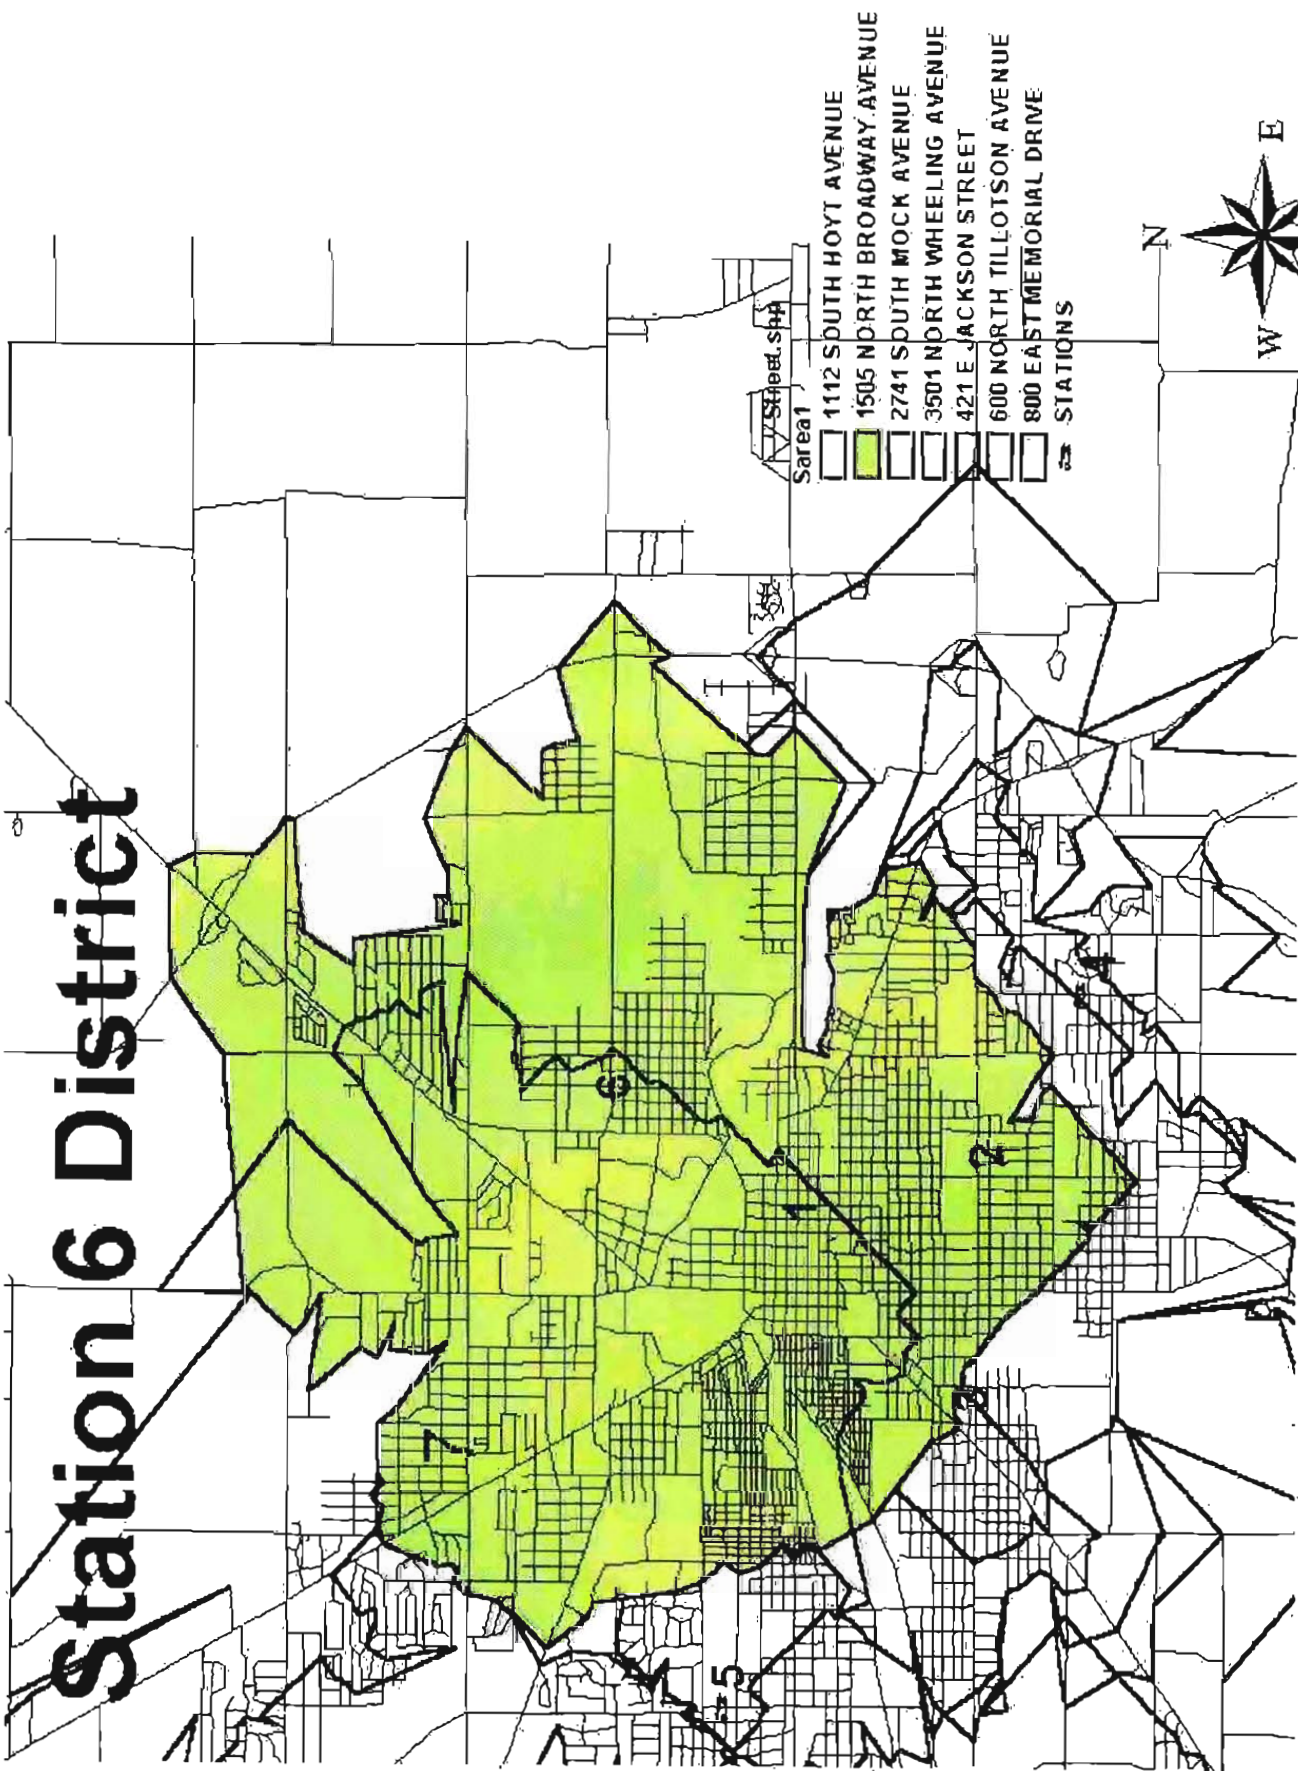 Station 6 District
Street.shp
Sarea1
1112 SOUTH HOYT AVENUE
1505 NORTH BROADWAY AVENUE
2741 SOUTH MOCK AVENUE
3501 NORTH WHEELING AVENUE
421 E JACKSON STREET
600 NORTH TILLOTSON AVENUE
800 EAST MEMORIAL DRIVE
STATIONS
N
W E
7
6
1
2
3
4
5